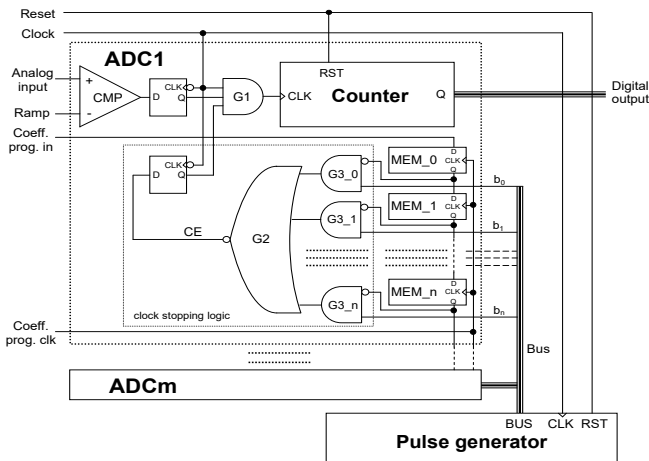 Reset
Clock
ADC1
Analog
input
Ramp
+
-
CMP
D
CLK
Q
G1
RST
CLK
Counter
Q
Digital
output
Coeff.
prog. in
D
CLK
Q
CE
G2
G3_0
MEM_0
D
CLK
Q
b0
G3_1
MEM_1
D
CLK
Q
b1
G3_n
MEM_n
D
CLK
Q
bn
clock stopping logic
Coeff.
prog. clk
Bus
ADCm
BUS CLK RST
Pulse generator